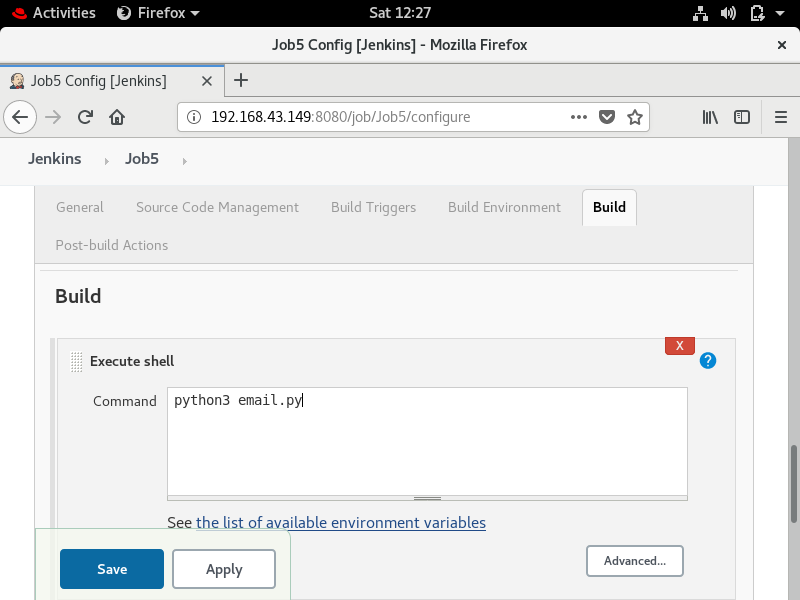 Activities Firefox Sat 12:27
Job5 Config [Jenkins] - Mozilla Firefox
Job5 Config [Jenkins]
192.168.43.149:8080/job/Job5/configure
Jenkins Job5
General Source Code Management Build Triggers Build Environment Build
Post-build Actions
Build
X
Execute shell
?
Command python3 email.py
See the list of available environment variables
Save Apply Advanced...